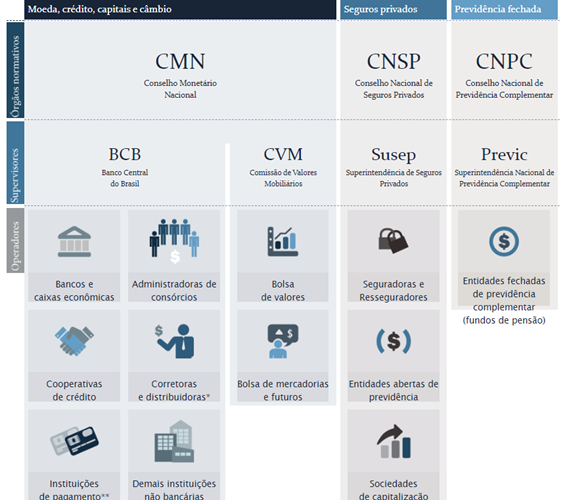 Moeda, crédito, capitais e câmbio
Seguros privados
Previdência fechada
Órgãos normativos
CMN
Conselho Monetário
Nacional
CNSP
Conselho Nacional de
Seguros Privados
CNPC
Conselho Nacional de
Previdência Complementar
Supervisores
BCB
Banco Central
do Brasil
CVM
Comissão de Valores
Mobiliários
Susep
Superintendência de Seguros
Privados
Previc
Superintendência Nacional de
Previdência Complementar
Operadores
Bancos e
caixas econômicas
Administradoras de
consórcios
Bolsa
de valores
Seguradoras e
Resseguradores
Entidades fechadas
de previdência
complementar
(fundos de pensão)
Cooperativas
de crédito
Corretoras
e distribuidoras*
Bolsa de mercadorias
e futuros
Entidades abertas de
previdência
Instituições
de pagamento**
Demais instituições
não bancárias
Sociedades
de capitalização